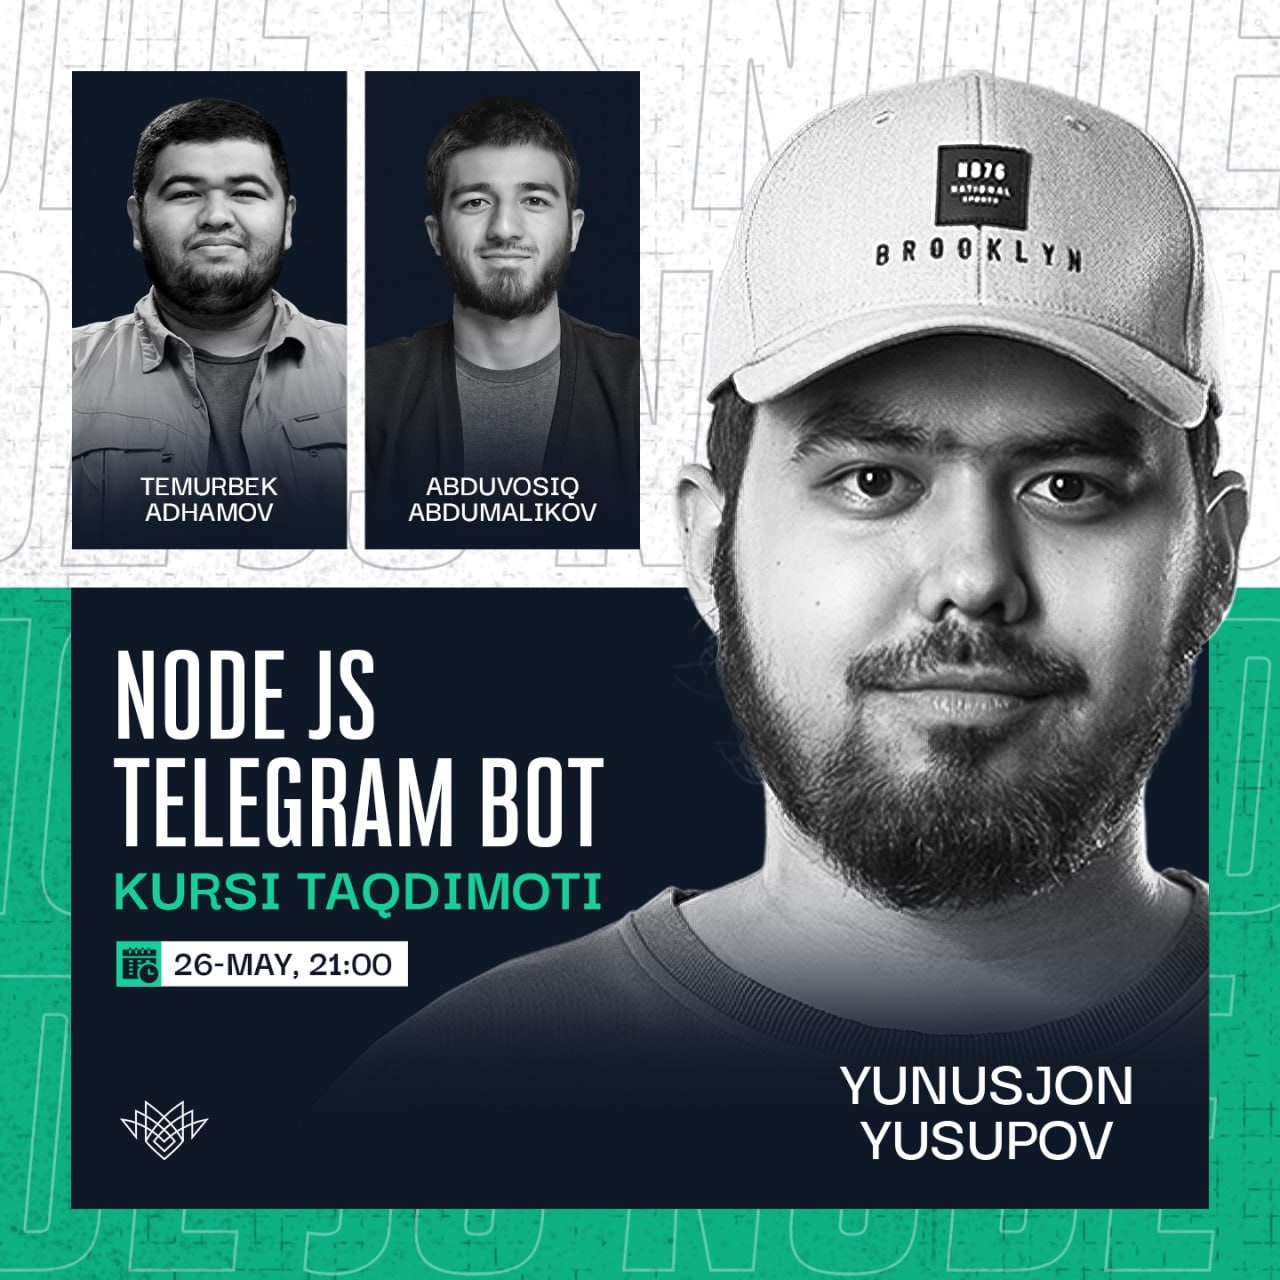 TEMURBEK
ADHAMOV
ABDUVOSIQ
ABDUMALIKOV
NB76
NATIONAL
SPORTS
BROOKLYN
NODE JS
TELEGRAM BOT
KURSI TAQDIMOTI
26-MAY, 21:00
YUNUSJON
YUSUPOV